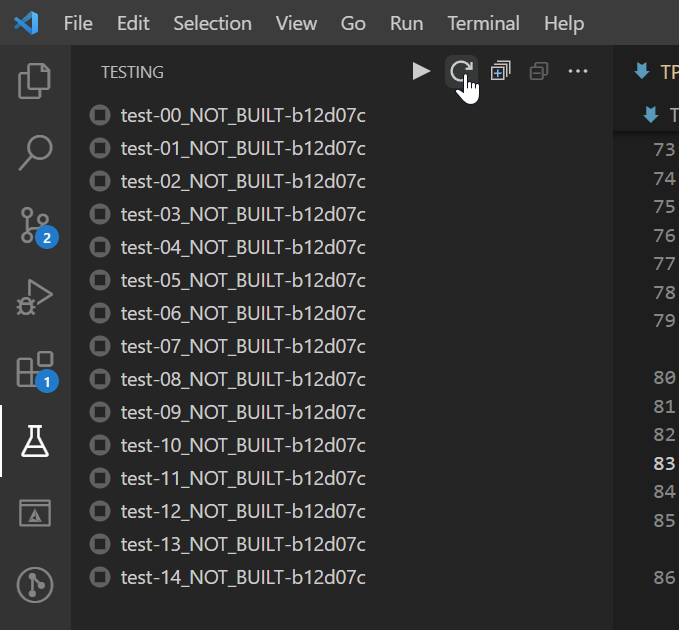 File Edit Selection View Go Run Terminal Help
TESTING
TP
T
test-00_NOT_BUILT-b12d07c
test-01_NOT_BUILT-b12d07c
test-02_NOT_BUILT-b12d07c
test-03_NOT_BUILT-b12d07c
test-04_NOT_BUILT-b12d07c
test-05_NOT_BUILT-b12d07c
test-06_NOT_BUILT-b12d07c
test-07_NOT_BUILT-b12d07c
test-08_NOT_BUILT-b12d07c
test-09_NOT_BUILT-b12d07c
test-10_NOT_BUILT-b12d07c
test-11_NOT_BUILT-b12d07c
test-12_NOT_BUILT-b12d07c
test-13_NOT_BUILT-b12d07c
test-14_NOT_BUILT-b12d07c
2
1
73
74
75
76
77
78
79
80
81
82
83
84
85
86